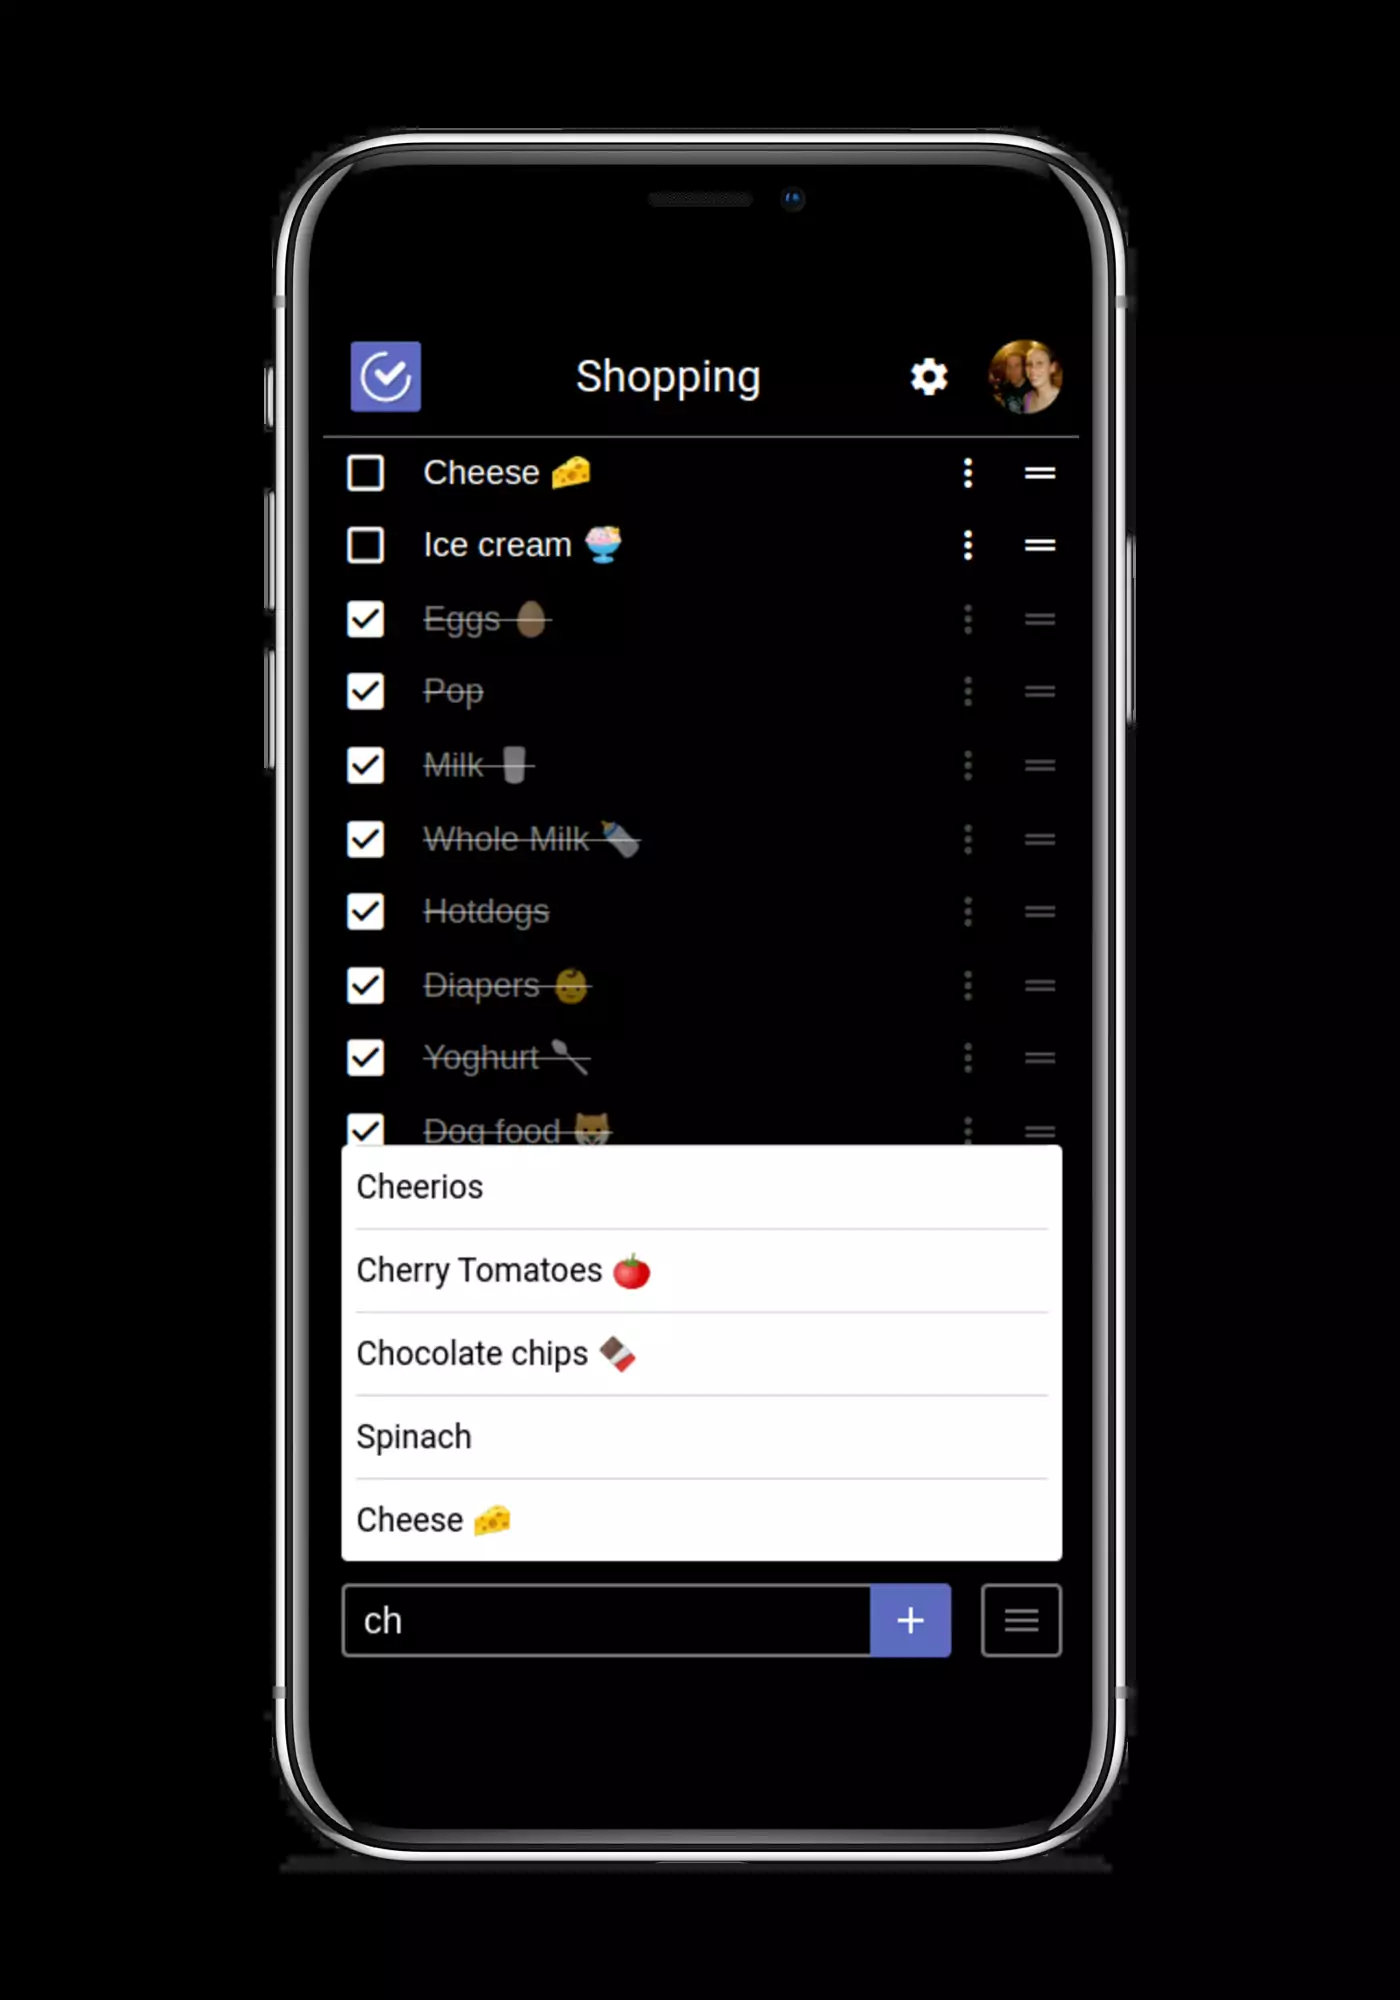 Shopping
Cheese 🧀
Ice cream 🍨
Eggs 🥚
Pop
Milk 🥛
Whole Milk 🍼
Hotdogs
Diapers 👶
Yoghurt 🥄
Dog food 🐶
Cheerios
Cherry Tomatoes 🍅
Chocolate chips 🍫
Spinach
Cheese 🧀
ch
+